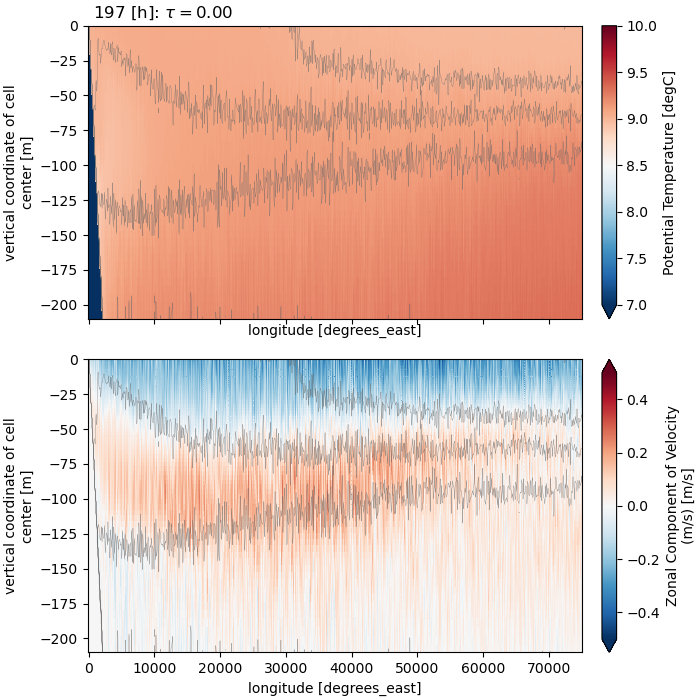 197 [h]: τ = 0.00
0
−25
−50
−75
−100
−125
−150
−175
−200
vertical coordinate of cell
center [m]
longitude [degrees_east]
10.0
9.5
9.0
8.5
8.0
7.5
7.0
Potential Temperature [degC]
0
−25
−50
−75
−100
−125
−150
−175
−200
vertical coordinate of cell
center [m]
0 10000 20000 30000 40000 50000 60000 70000
longitude [degrees_east]
0.4
0.2
0.0
−0.2
−0.4
Zonal Component of Velocity
(m/s) [m/s]